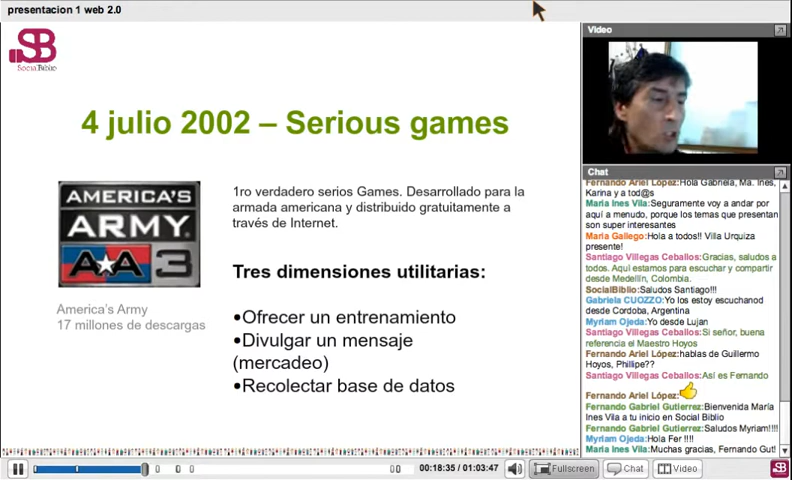 presentacion 1 web 2.0
SB
SocialBiblio
4 julio 2002 – Serious games
AMERICA'S
ARMY
AA3
America's Army
17 millones de descargas
1ro verdadero serios Games. Desarrollado para la
armada americana y distribuido gratuitamente a
través de Internet.
Tres dimensiones utilitarias:
•Ofrecer un entrenamiento
•Divulgar un mensaje
(mercadeo)
•Recolectar base de datos
Video
Chat
Fernando Ariel López:Hola Gabriela, Ma. Ines,
Karina y a tod@s
Maria Ines Vila:Seguramente voy a andar por
aquí a menudo, porque los temas que presentan
son super interesantes
Maria Gallego:Hola a todos!! Villa Urquiza
presente!
Santiago Villegas Ceballos:Gracias, saludos a
todos. Aquí estamos para escuchar y compartir
desde Medellín, Colombia.
SocialBiblio:Saludos Santiago!!!
Gabriela CUOZZO:Yo los estoy escuchanod
desde Cordoba, Argentina
Myriam Ojeda:Yo desde Lujan
Santiago Villegas Ceballos:Si señor, buena
referencia el Maestro Hoyos
Fernando Ariel López:hablas de Guillermo
Hoyos, Phillipe??
Santiago Villegas Ceballos:Así es Fernando
Fernando Ariel López:
Fernando Gabriel Gutierrez:Bienvenida María
Ines Vila a tu inicio en Social Biblio
Fernando Gabriel Gutierrez:Saludos Myriam!!!!
Myriam Ojeda:Hola Fer !!!!
Maria Ines Vila:Muchas gracias, Fernando Gut!
00:18:35 / 01:03:47
Fullscreen
Chat
Video
SB